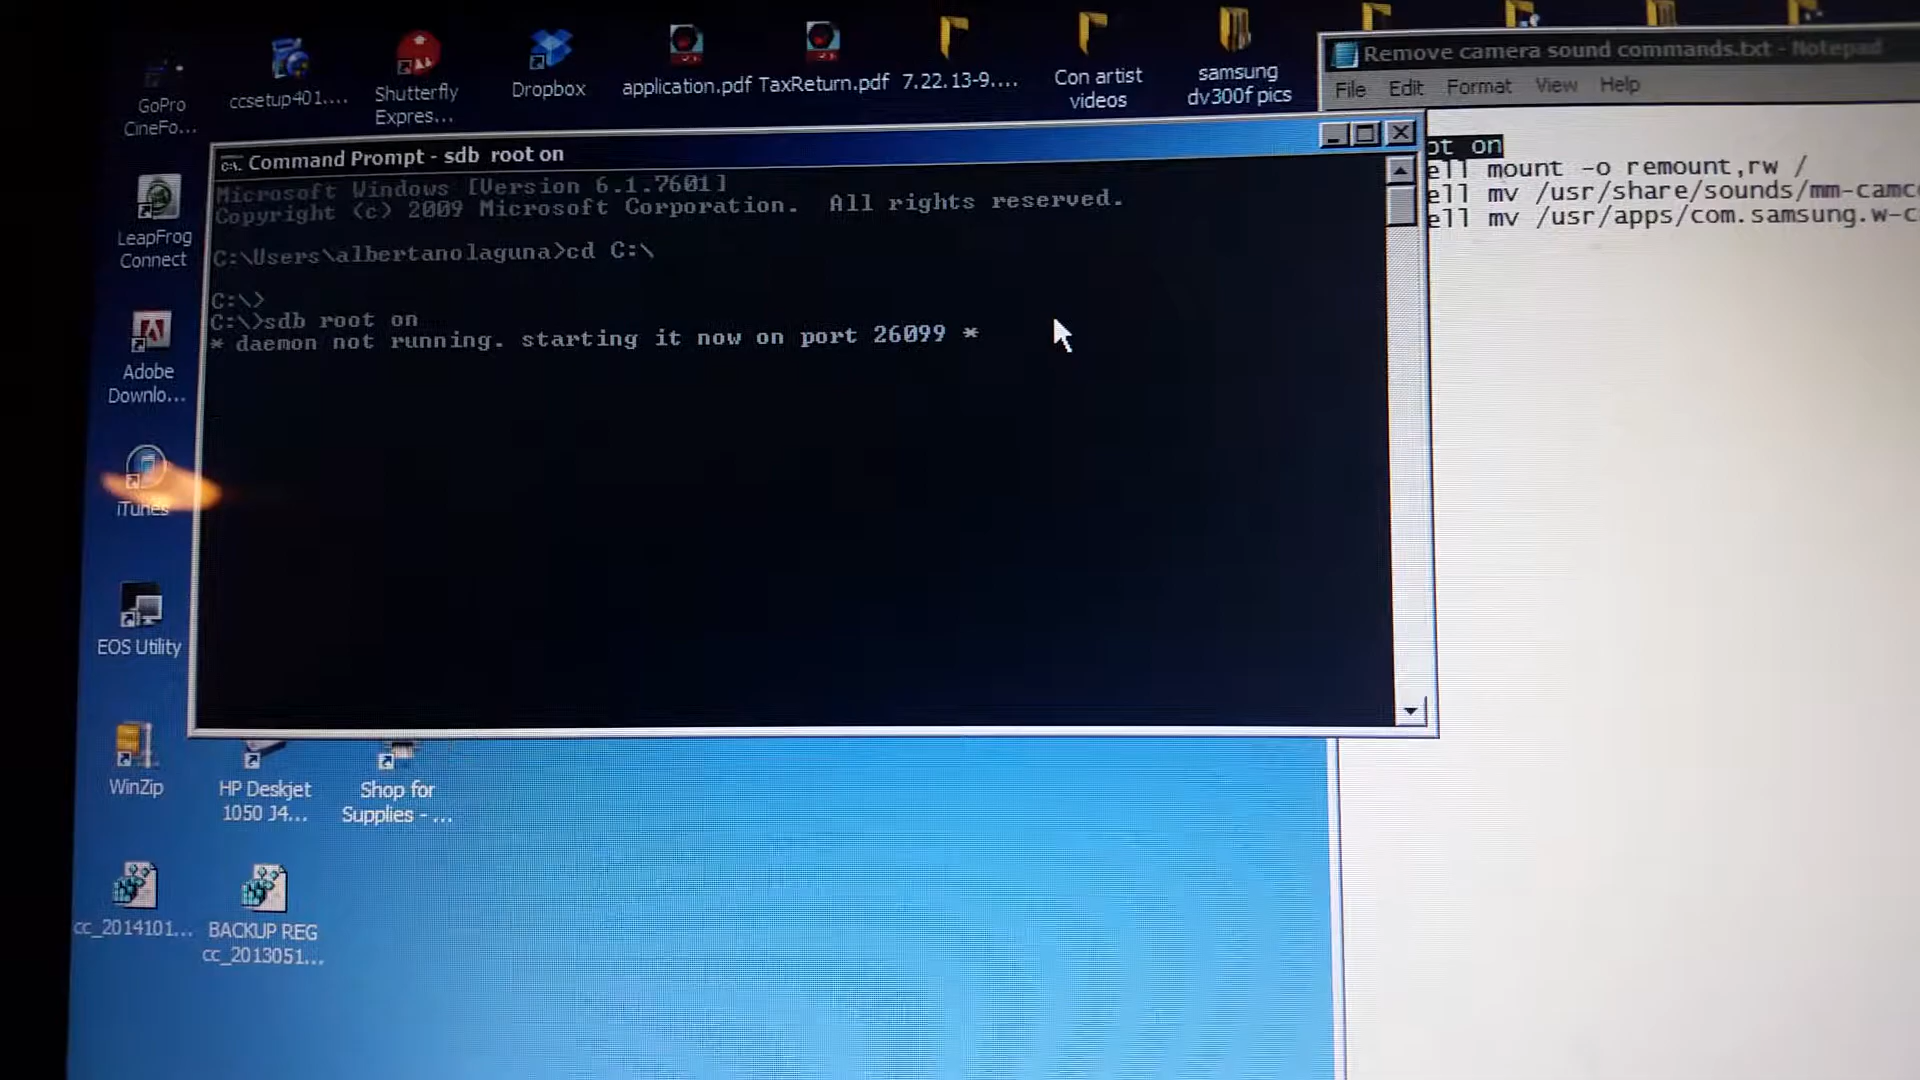 GoPro
CineFo...
ccsetup401....
Shutterfly
Expres...
Dropbox
application.pdf
TaxReturn.pdf
7.22.13-9....
Con artist
videos
samsung
dv300f pics
Remove camera sound commands.txt - Notepad
File Edit Format View Help
ot on
ell mount -o remount,rw /
ell mv /usr/share/sounds/mm-camc
ell mv /usr/apps/com.samsung.w-c
C:\. Command Prompt - sdb root on
Microsoft Windows [Version 6.1.7601]
Copyright (c) 2009 Microsoft Corporation. All rights reserved.
C:\Users\albertanolaguna>cd C:\
C:\>
C:\>sdb root on
* daemon not running. starting it now on port 26099 *
LeapFrog
Connect
Adobe
Downlo...
iTunes
EOS Utility
WinZip
HP Deskjet
1050 J4...
Shop for
Supplies - ...
cc_2014101...
BACKUP REG
cc_2013051...